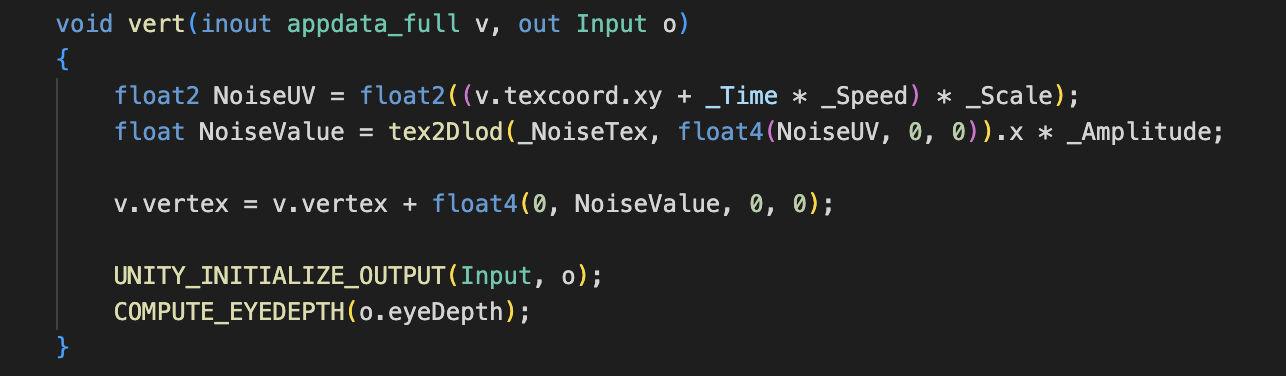 void vert(inout appdata_full v, out Input o)
{
float2 NoiseUV = float2((v.texcoord.xy + _Time * _Speed) * _Scale);
float NoiseValue = tex2Dlod(_NoiseTex, float4(NoiseUV, 0, 0)).x * _Amplitude;
v.vertex = v.vertex + float4(0, NoiseValue, 0, 0);
UNITY_INITIALIZE_OUTPUT(Input, o);
COMPUTE_EYEDEPTH(o.eyeDepth);
}